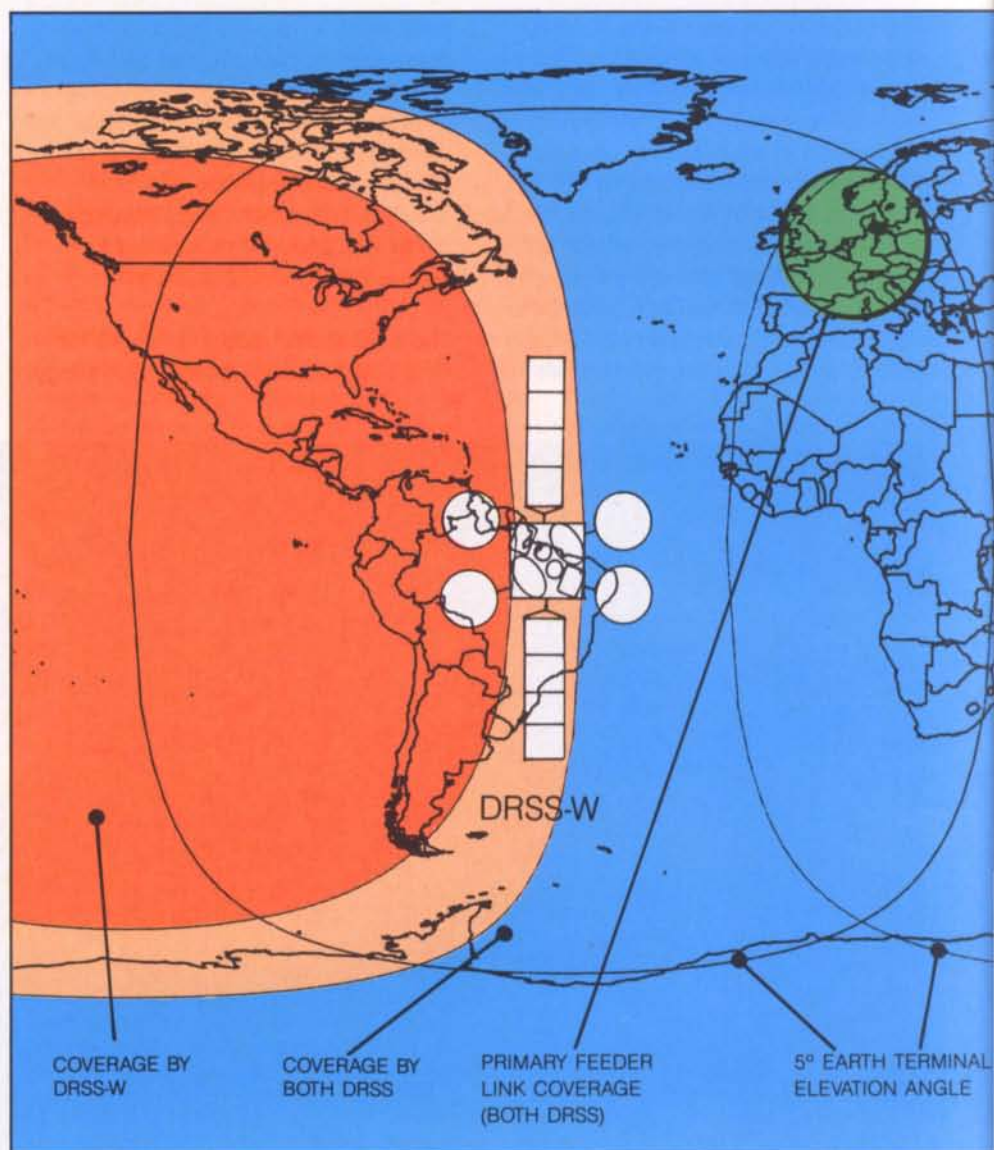 DRSS-W
COVERAGE BY
DRSS-W
COVERAGE BY
BOTH DRSS
PRIMARY FEEDER
LINK COVERAGE
(BOTH DRSS)
5° EARTH TERMINAL
ELEVATION ANGLE